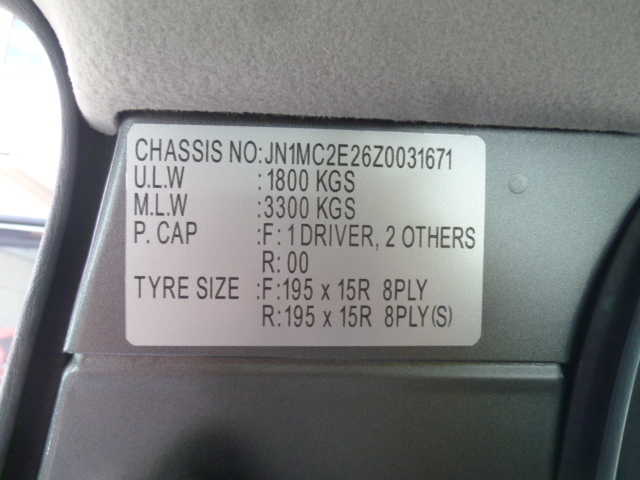 CHASSIS NO:JN1MC2E26Z0031671
U.L.W :1800 KGS
M.L.W :3300 KGS
P. CAP :F: 1 DRIVER, 2 OTHERS
R: 00
TYRE SIZE :F:195 x 15R 8PLY
R:195 x 15R 8PLY(S)